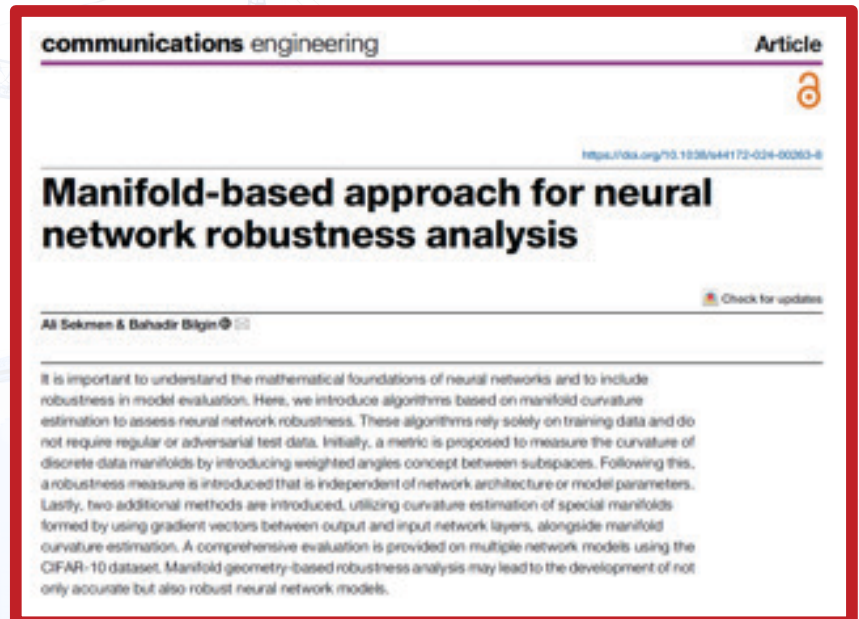 communications engineering
Article
https://doi.org/10.1038/s44172-024-00263-8
Manifold-based approach for neural
network robustness analysis
Check for updates
Ali Sekmen & Bahadir Bilgin
It is important to understand the mathematical foundations of neural networks and to include
robustness in model evaluation. Here, we introduce algorithms based on manifold curvature
estimation to assess neural network robustness. These algorithms rely solely on training data and do
not require regular or adversarial test data. Initially, a metric is proposed to measure the curvature of
discrete data manifolds by introducing weighted angles concept between subspaces. Following this,
a robustness measure is introduced that is independent of network architecture or model parameters.
Lastly, two additional methods are introduced, utilizing curvature estimation of special manifolds
formed by using gradient vectors between output and input network layers, alongside manifold
curvature estimation. A comprehensive evaluation is provided on multiple network models using the
CIFAR-10 dataset. Manifold geometry-based robustness analysis may lead to the development of not
only accurate but also robust neural network models.